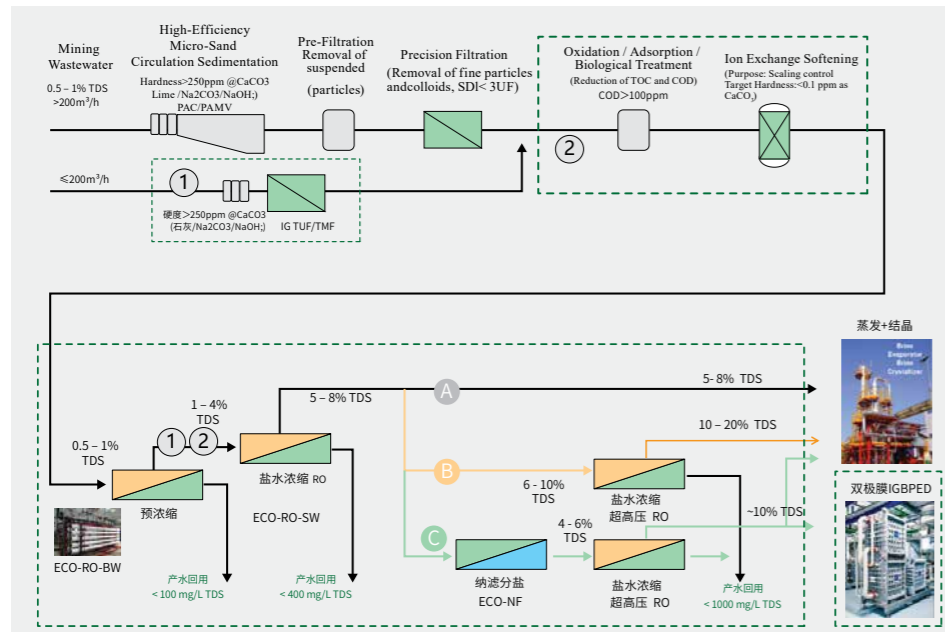 Mining
Wastewater
0.5 – 1% TDS
>200m³/h
High-Efficiency
Micro-Sand
Circulation Sedimentation
Hardness>250ppm @CaCO3
Lime /Na2CO3/NaOH;)
PAC/PAMV
Pre-Filtration
Removal of
suspended
(particles)
Precision Filtration
(Removal of fine particles
andcolloids, SDl< 3UF)
Oxidation / Adsorption /
Biological Treatment
(Reduction of TOC and COD)
COD＞100ppm
Ion Exchange Softening
(Purpose: Scaling control
Target Hardness:<0.1 ppm as
CaCO₃)
2
≤200m³/h
1
硬度＞250ppm @CaCO3
(石灰/Na2CO3/NaOH;)
IG TUF/TMF
蒸发+结晶
Brine
Evaporator
Brine
Crystallizer
5- 8% TDS
A
5 – 8% TDS
1 – 4%
TDS
1
2
0.5 – 1%
TDS
预浓缩
ECO-RO-BW
盐水浓缩 RO
ECO-RO-SW
10 – 20% TDS
B
6 - 10%
TDS
盐水浓缩
超高压 RO
~10% TDS
双极膜IGBPED
C
4 - 6%
TDS
纳滤分盐
ECO-NF
盐水浓缩
超高压 RO
产水回用
< 100 mg/L TDS
产水回用
< 400 mg/L TDS
产水回用
< 1000 mg/L TDS